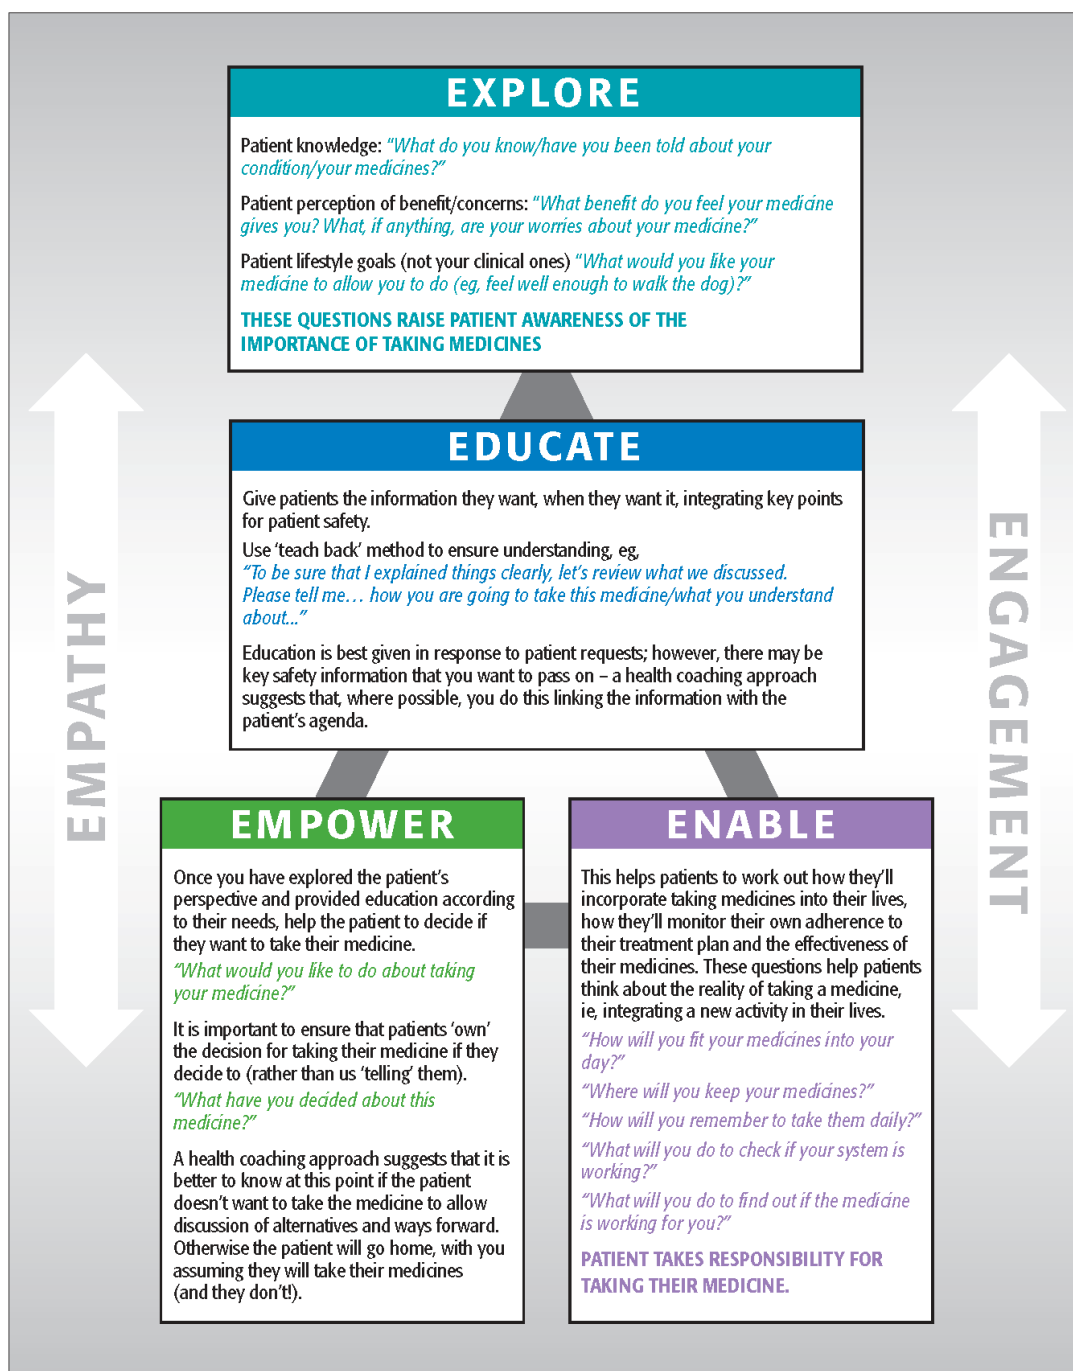 EXPLORE
Patient knowledge: “What do you know/have you been told about your
condition/your medicines?”
Patient perception of benefit/concerns: “What benefit do you feel your medicine
gives you? What, if anything, are your worries about your medicine?”
Patient lifestyle goals (not your clinical ones) “What would you like your
medicine to allow you to do (eg, feel well enough to walk the dog)?”
THESE QUESTIONS RAISE PATIENT AWARENESS OF THE
IMPORTANCE OF TAKING MEDICINES
EDUCATE
Give patients the information they want, when they want it, integrating key points
for patient safety.
Use ‘teach back’ method to ensure understanding, eg,
“To be sure that I explained things clearly, let’s review what we discussed.
Please tell me… how you are going to take this medicine/what you understand
about...”
Education is best given in response to patient requests; however, there may be
key safety information that you want to pass on – a health coaching approach
suggests that, where possible, you do this linking the information with the
patient’s agenda.
EMPATHY
ENGAGEMENT
EMPOWER
Once you have explored the patient’s
perspective and provided education according
to their needs, help the patient to decide if
they want to take their medicine.
“What would you like to do about taking
your medicine?”
It is important to ensure that patients ‘own’
the decision for taking their medicine if they
decide to (rather than us ‘telling’ them).
“What have you decided about this
medicine?”
A health coaching approach suggests that it is
better to know at this point if the patient
doesn’t want to take the medicine to allow
discussion of alternatives and ways forward.
Otherwise the patient will go home, with you
assuming they will take their medicines
(and they don’t!).
ENABLE
This helps patients to work out how they’ll
incorporate taking medicines into their lives,
how they’ll monitor their own adherence to
their treatment plan and the effectiveness of
their medicines. These questions help patients
think about the reality of taking a medicine,
ie, integrating a new activity in their lives.
“How will you fit your medicines into your
day?”
“Where will you keep your medicines?”
“How will you remember to take them daily?”
“What will you do to check if your system is
working?”
“What will you do to find out if the medicine
is working for you?”
PATIENT TAKES RESPONSIBILITY FOR
TAKING THEIR MEDICINE.